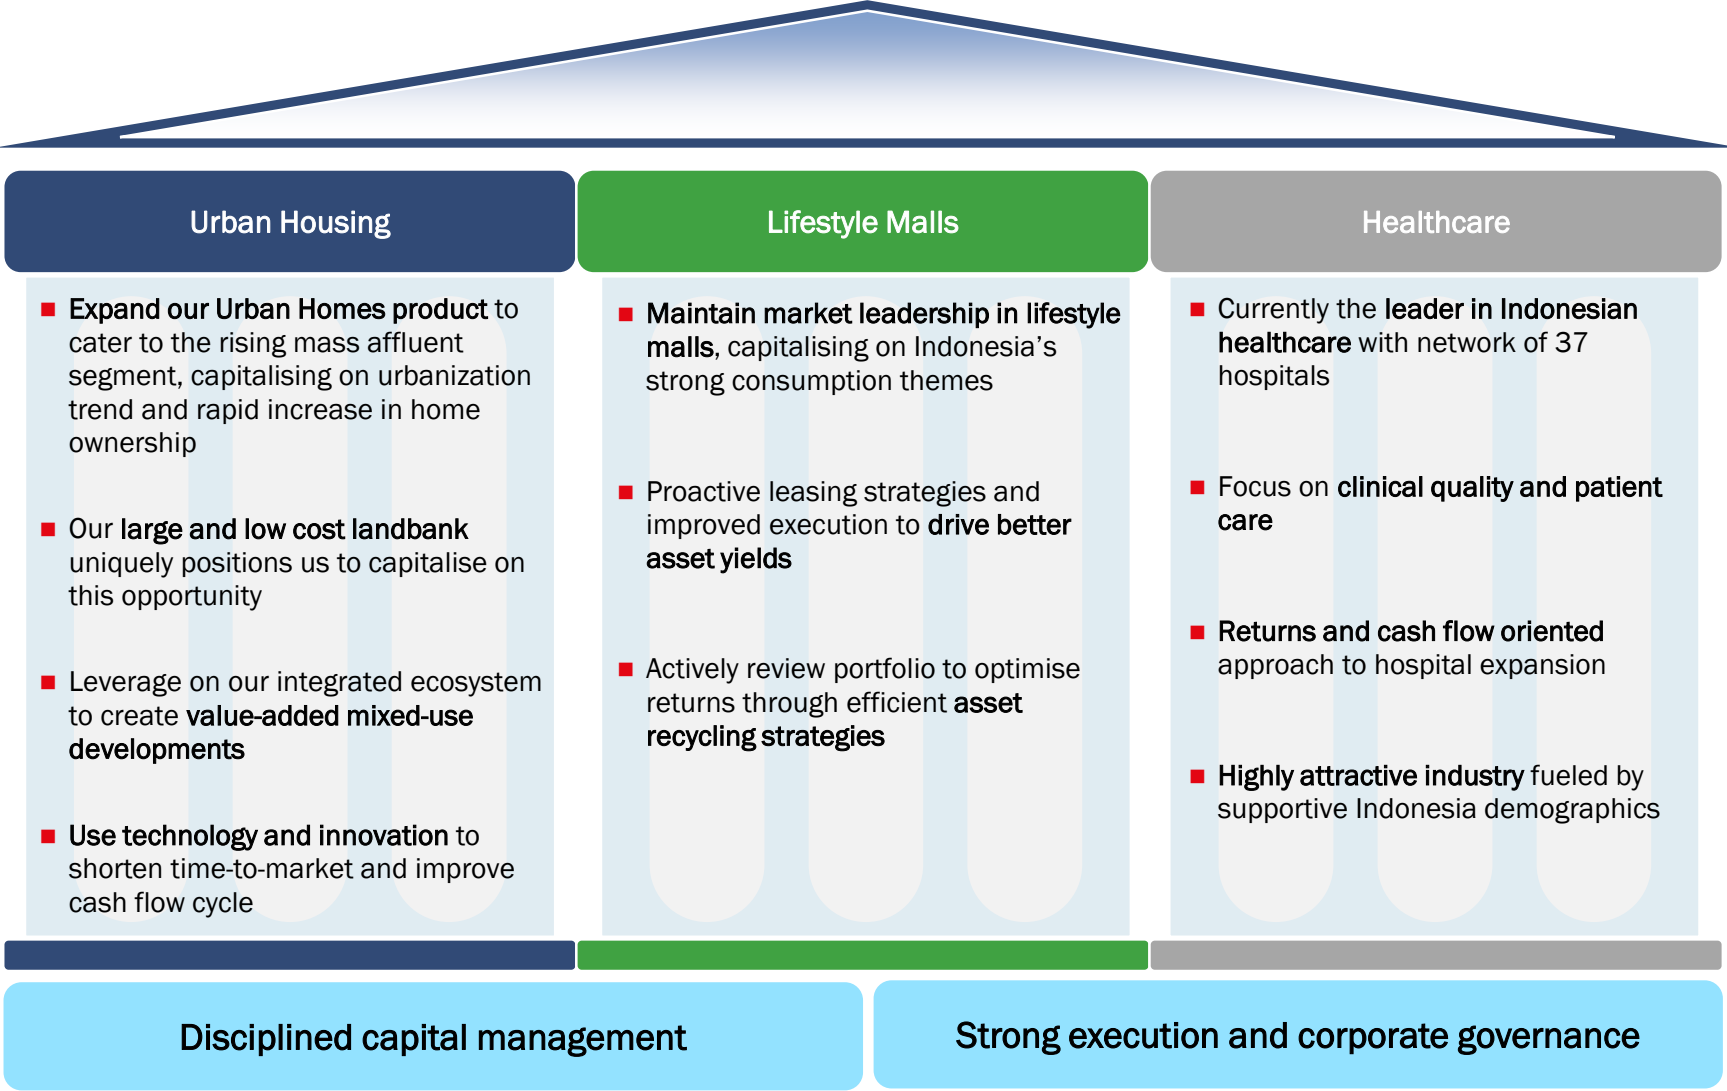 Urban Housing
Expand our Urban Homes product to
cater to the rising mass affluent
segment, capitalising on urbanization
trend and rapid increase in home
ownership
Our large and low cost landbank
uniquely positions us to capitalise on
this opportunity
Leverage on our integrated ecosystem
to create value-added mixed-use
developments
Use technology and innovation to
shorten time-to-market and improve
cash flow cycle
Lifestyle Malls
Maintain market leadership in lifestyle
malls, capitalising on Indonesia’s
strong consumption themes
Proactive leasing strategies and
improved execution to drive better
asset yields
Actively review portfolio to optimise
returns through efficient asset
recycling strategies
Healthcare
Currently the leader in Indonesian
healthcare with network of 37
hospitals
Focus on clinical quality and patient
care
Returns and cash flow oriented
approach to hospital expansion
Highly attractive industry fueled by
supportive Indonesia demographics
Disciplined capital management
Strong execution and corporate governance